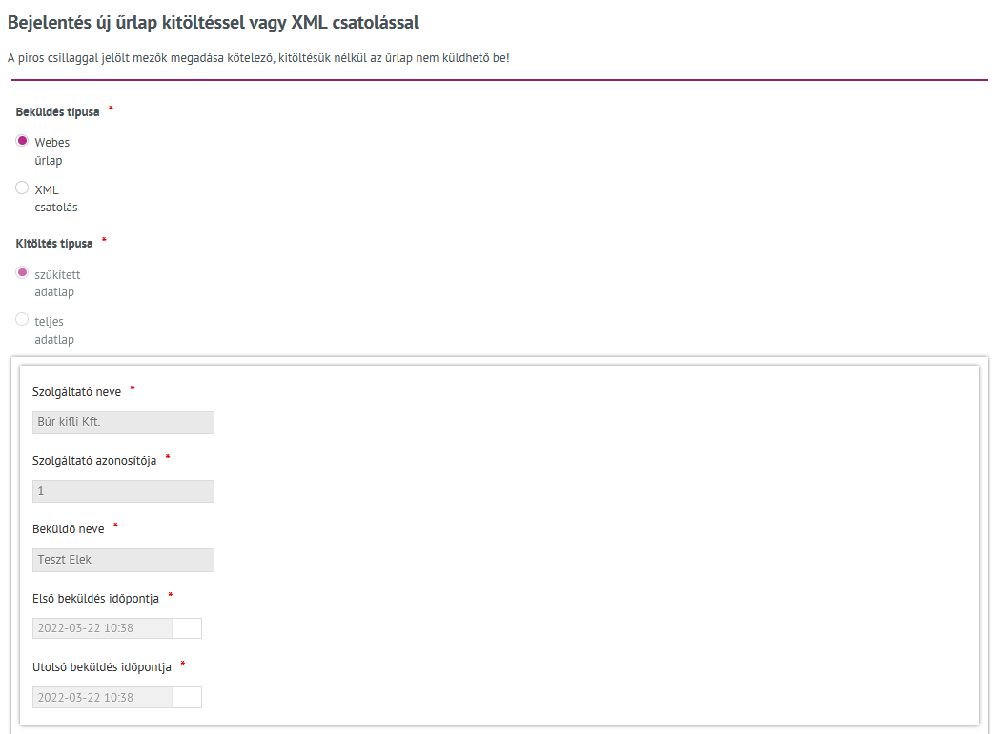 Bejelentés új űrlap kitöltéssel vagy XML csatolással
A piros csillaggal jelölt mezők megadása kötelező, kitöltésük nélkül az űrlap nem küldhető be!
Beküldés típusa *
Webes
űrlap
XML
csatolás
Kitöltés típusa *
szűkített
adatlap
teljes
adatlap
Szolgáltató neve *
Búr kifli Kft.
Szolgáltató azonosítója *
1
Beküldő neve *
Teszt Elek
Első beküldés időpontja *
2022-03-22 10:38
Utolsó beküldés időpontja *
2022-03-22 10:38